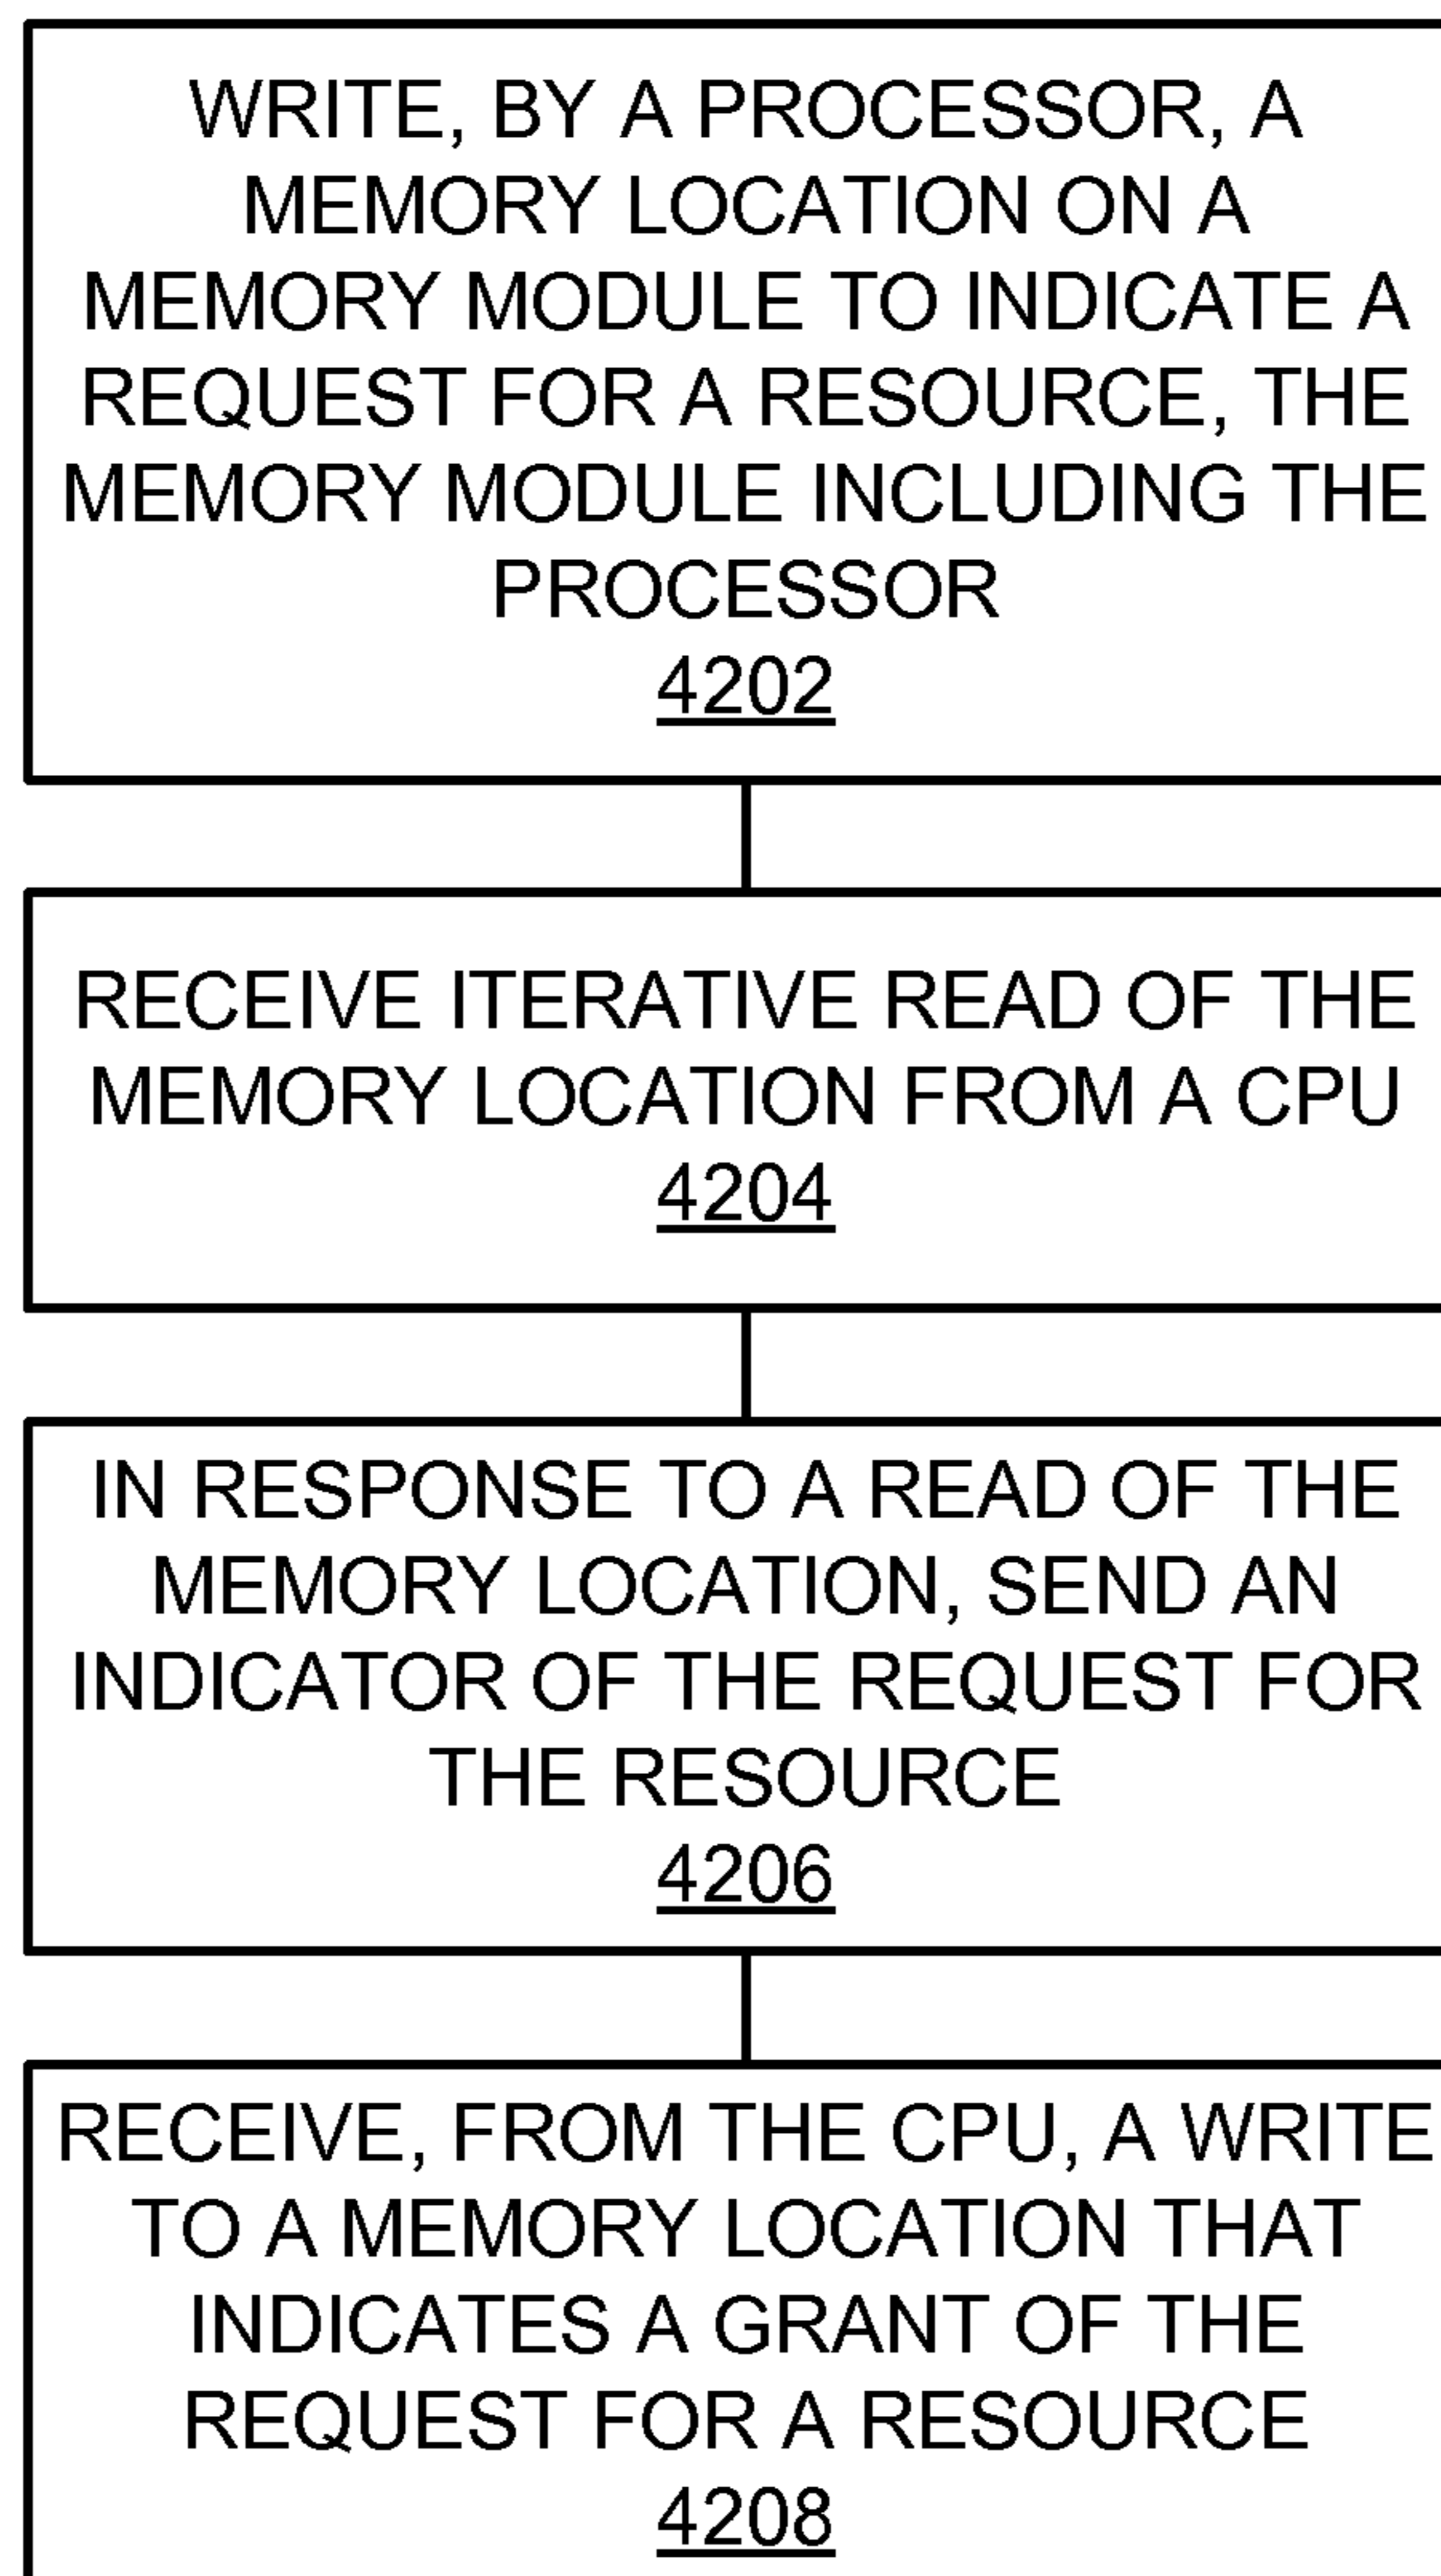 WRITE, BY A PROCESSOR, A
MEMORY LOCATION ON A
MEMORY MODULE TO INDICATE A
REQUEST FOR A RESOURCE, THE
MEMORY MODULE INCLUDING THE
PROCESSOR
4202
RECEIVE ITERATIVE READ OF THE
MEMORY LOCATION FROM A CPU
4204
IN RESPONSE TO A READ OF THE
MEMORY LOCATION, SEND AN
INDICATOR OF THE REQUEST FOR
THE RESOURCE
4206
RECEIVE, FROM THE CPU, A WRITE
TO A MEMORY LOCATION THAT
INDICATES A GRANT OF THE
REQUEST FOR A RESOURCE
4208